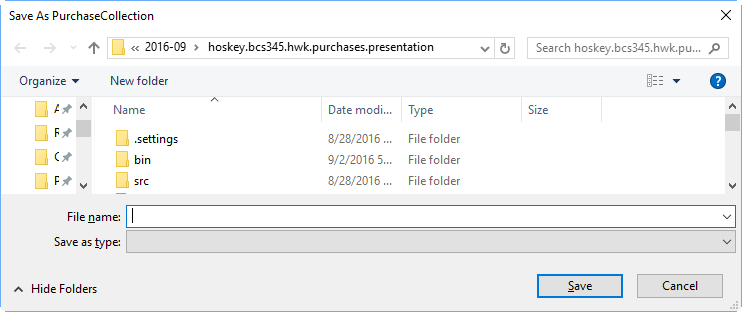 Save As PurchaseCollection
« 2016-09 > hoskey.bcs345.hwk.purchases.presentation
Search hoskey.bcs345.hwk.pu...
Organize
New folder
?
Name
Date modi...
Type
Size
A
.settings
8/28/2016 ...
File folder
R
bin
9/2/2016 5...
File folder
C
src
8/28/2016 ...
File folder
P
File name:
Save as type:
Hide Folders
Save
Cancel